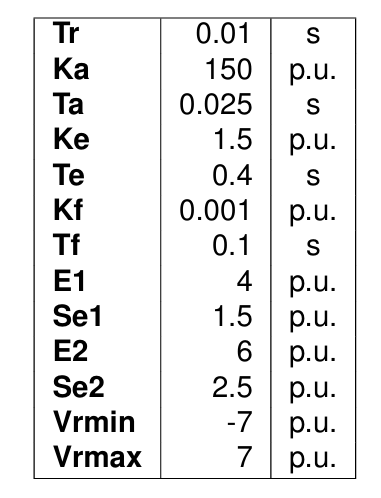 Tr 0.01 s
Ka 150 p.u.
Ta 0.025 s
Ke 1.5 p.u.
Te 0.4 s
Kf 0.001 p.u.
Tf 0.1 s
E1 4 p.u.
Se1 1.5 p.u.
E2 6 p.u.
Se2 2.5 p.u.
Vrmin -7 p.u.
Vrmax 7 p.u.